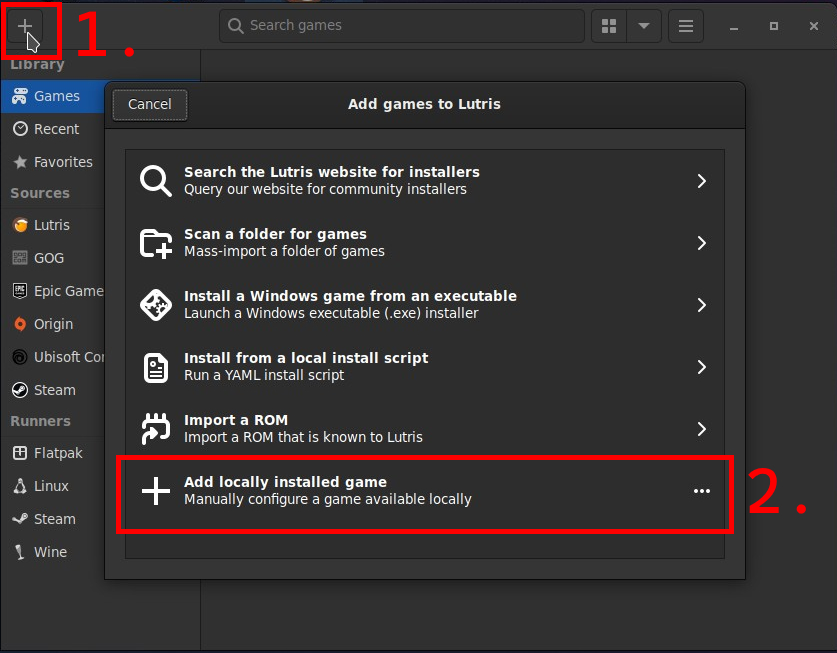 1.
Search games
Library
Games
Recent
Favorites
Sources
Lutris
GOG
Epic Game
Origin
Ubisoft Cor
Steam
Runners
Flatpak
Linux
Steam
Wine
Cancel
Add games to Lutris
Search the Lutris website for installers
Query our website for community installers
Scan a folder for games
Mass-import a folder of games
Install a Windows game from an executable
Launch a Windows executable (.exe) installer
Install from a local install script
Run a YAML install script
Import a ROM
Import a ROM that is known to Lutris
Add locally installed game
Manually configure a game available locally
2.